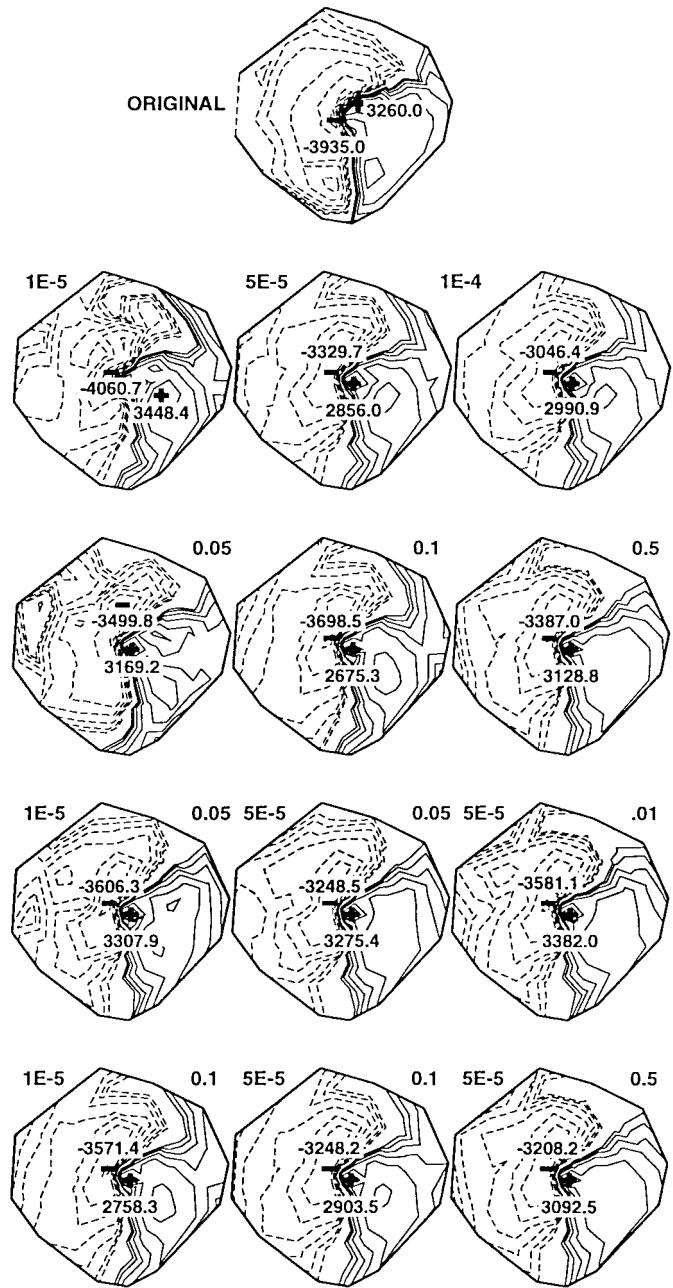 ORIGINAL
3260.0
-3935.0
1E-5 5E-5 1E-4
-4060.7 -3329.7 -3046.4
3448.4 2856.0 2990.9
0.05 0.1 0.5
-3499.8 -3698.5 -3387.0
3169.2 2675.3 3128.8
1E-5 0.05 5E-5 0.05 5E-5 .01
-3606.3 -3248.5 -3581.1
3307.9 3275.4 3382.0
1E-5 0.1 5E-5 0.1 5E-5 0.5
-3571.4 -3248.2 -3208.2
2758.3 2903.5 3092.5